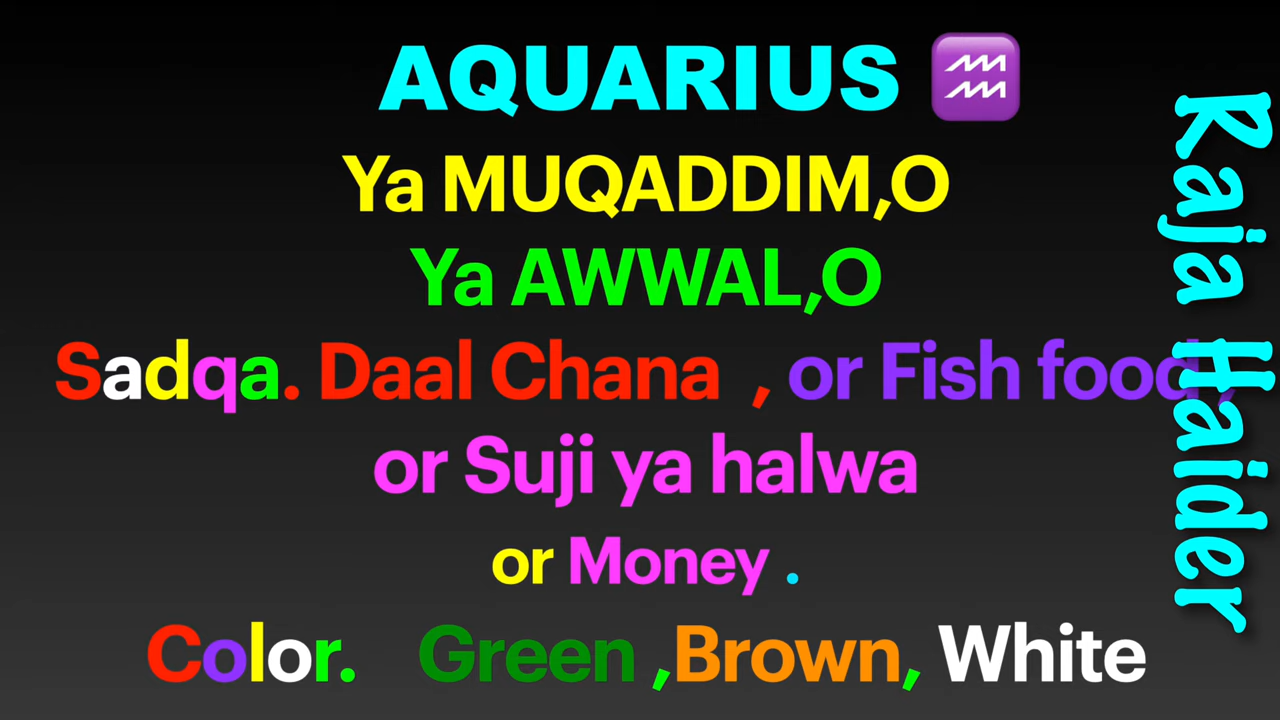 AQUARIUS ♒
Ya MUQADDIM,O
Ya AWWAL,O
Sadqa. Daal Chana , or Fish food,
or Suji ya halwa
or Money .
Color. Green ,Brown, White
Raja Haider